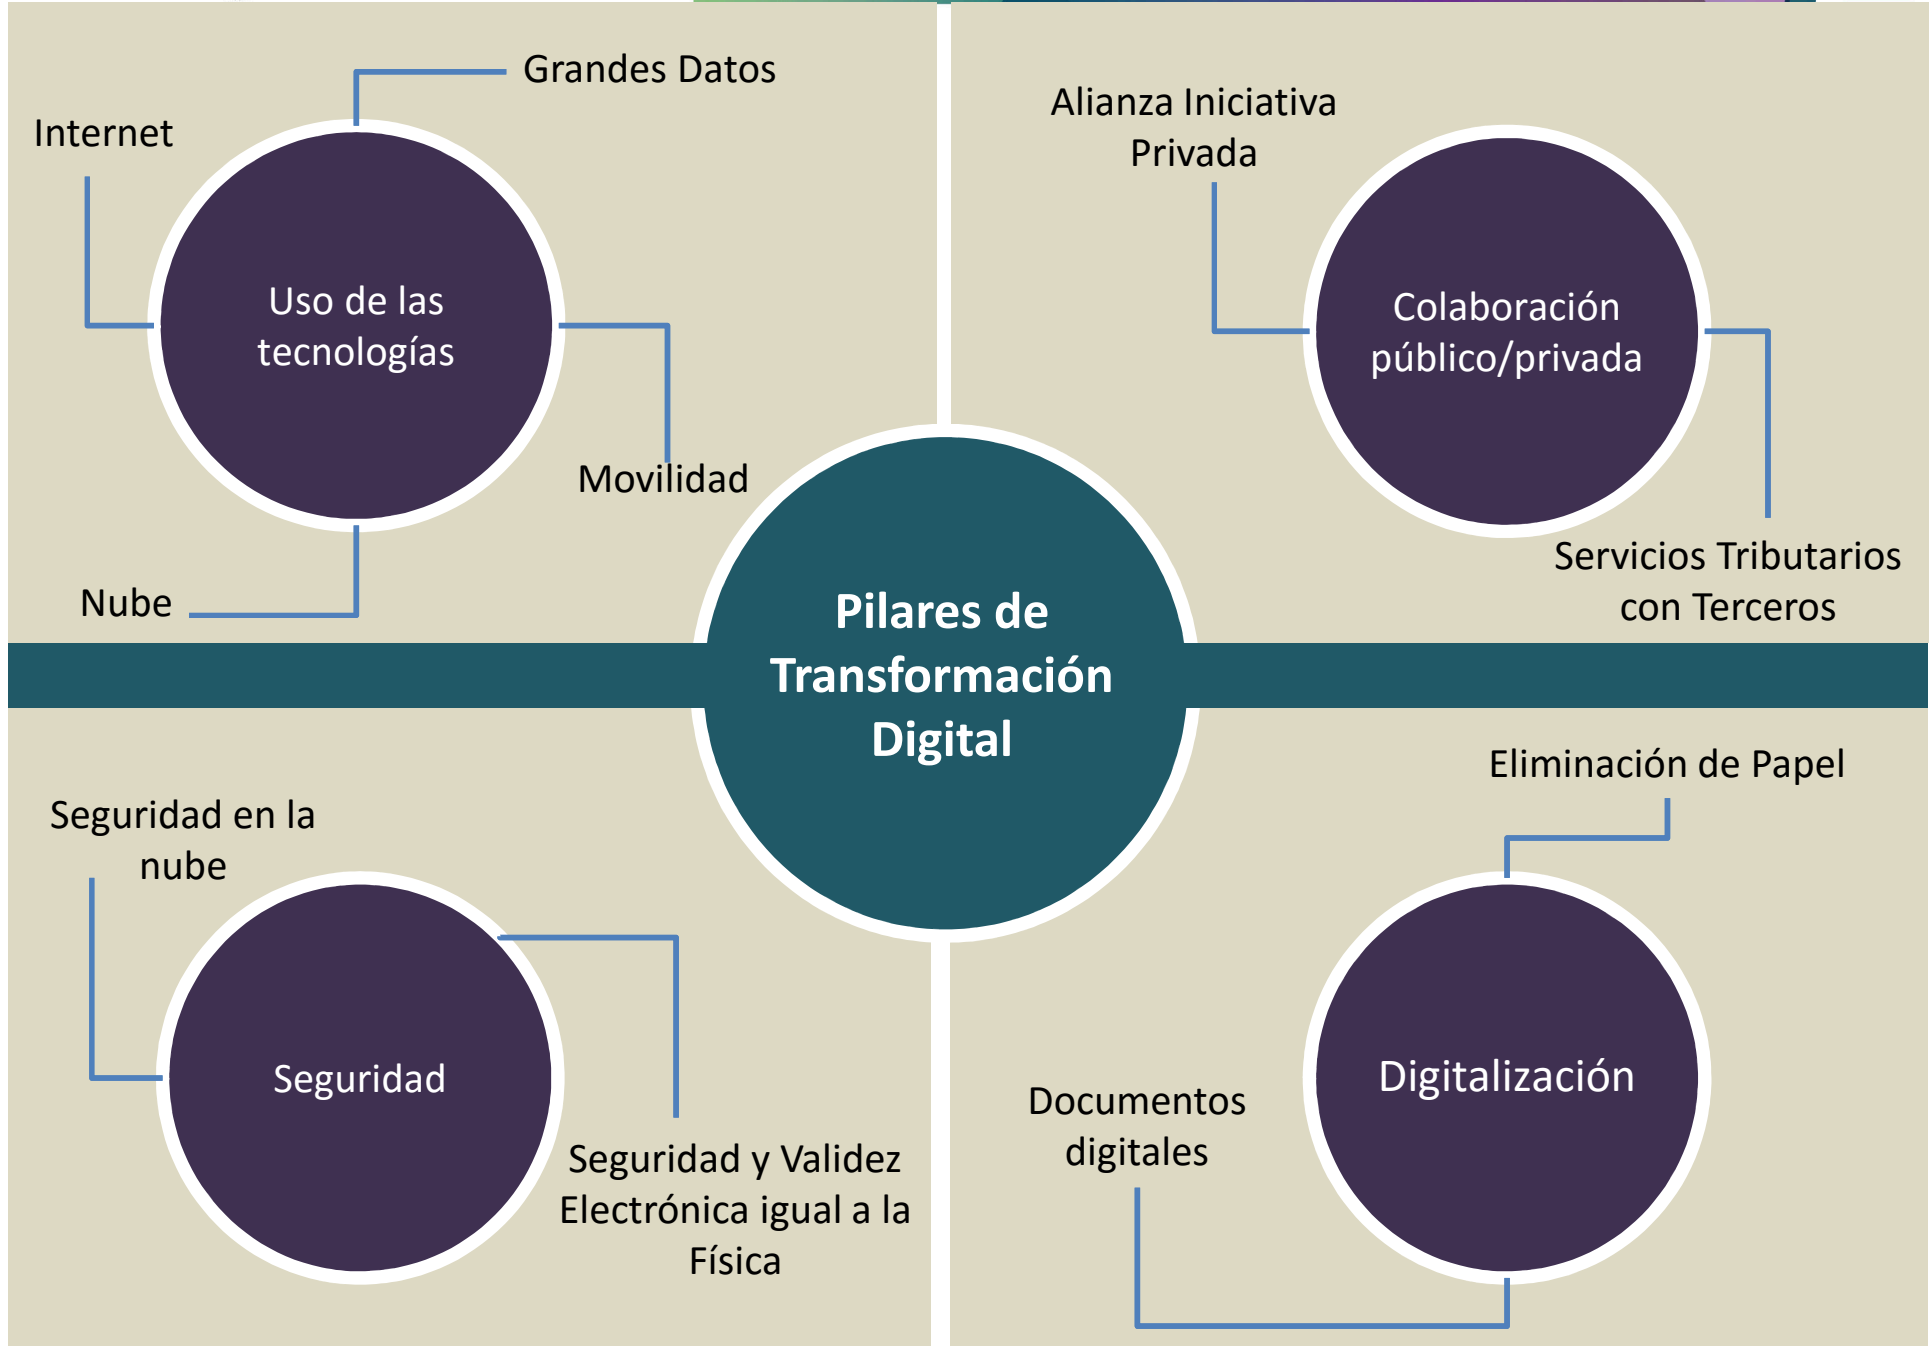 Grandes Datos
Internet
Uso de las
tecnologías
Movilidad
Nube
Alianza Iniciativa
Privada
Colaboración
público/privada
Servicios Tributarios
con Terceros
Pilares de
Transformación
Digital
Seguridad en la
nube
Seguridad
Seguridad y Validez
Electrónica igual a la
Física
Eliminación de Papel
Digitalización
Documentos
digitales